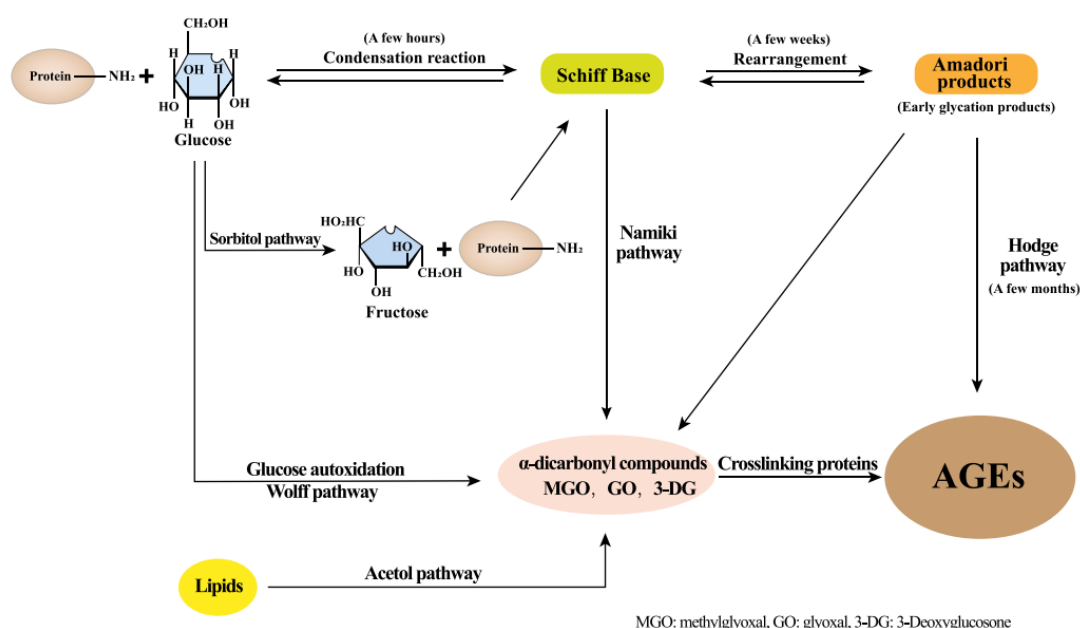 CH₂OH
H
H
H
OH
H
HO
OH
H
OH
Glucose
Protein
NH₂
+
(A few hours)
Condensation reaction
Schiff Base
(A few weeks)
Rearrangement
Amadori
products
(Early glycation products)
Sorbitol pathway
HO₂HC
HO
HO
CH₂OH
OH
Fructose
+
Protein
NH₂
Namiki
pathway
Hodge
pathway
(A few months)
Glucose autoxidation
Wolff pathway
α-dicarbonyl compounds
MGO, GO, 3-DG
Crosslinking proteins
AGEs
Lipids
Acetol pathway
MGO: methylglyoxal, GO: glyoxal, 3-DG: 3-Deoxyglucosone